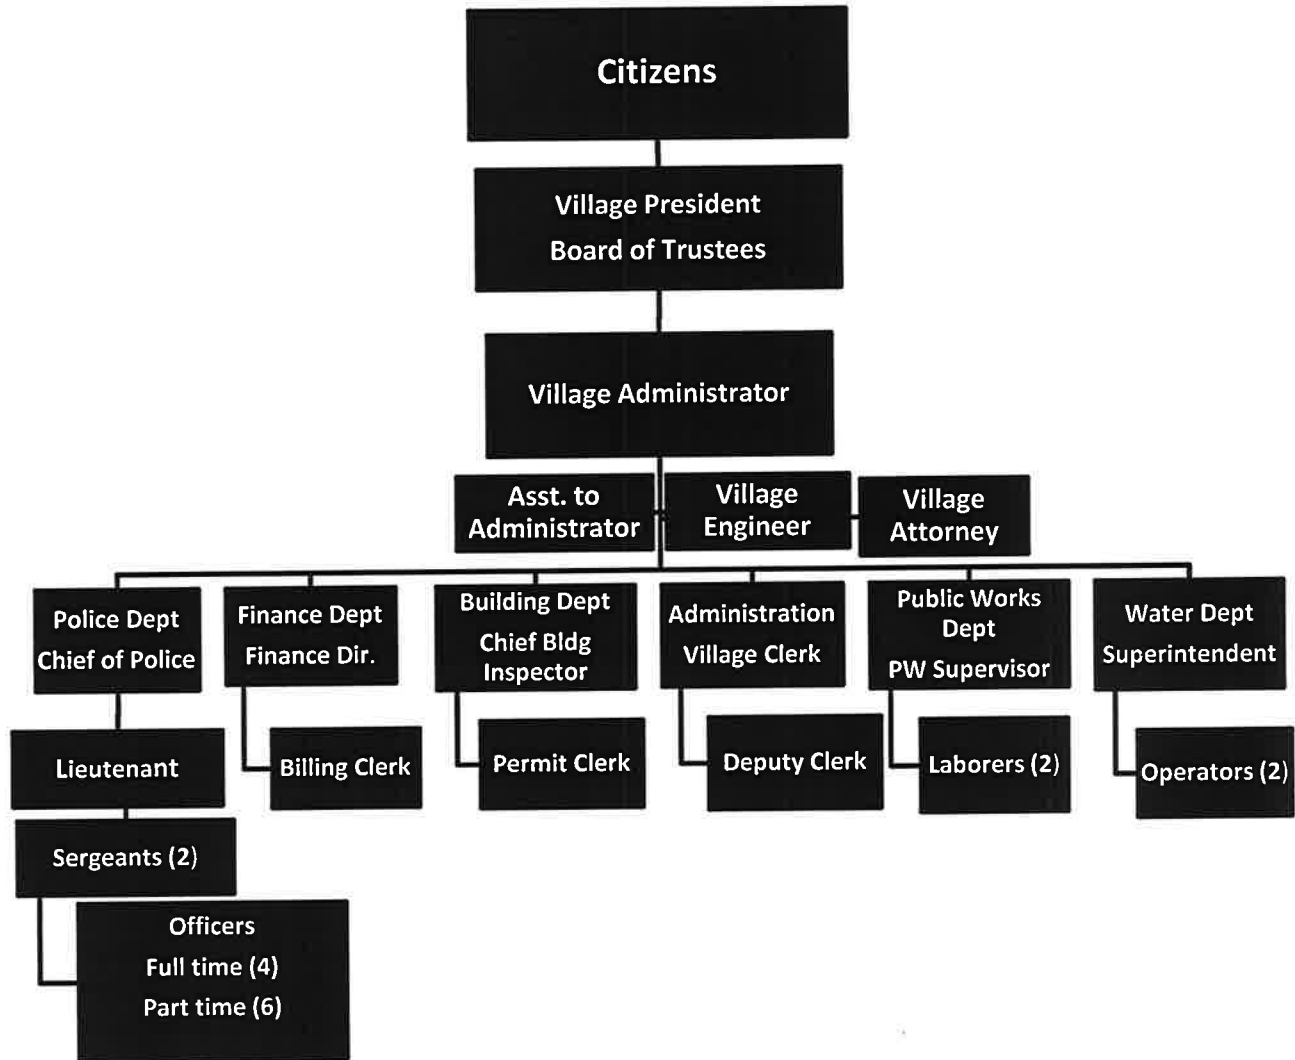 Citizens
Village President
Board of Trustees
Village Administrator
Asst. to
Administrator
Village
Engineer
Village
Attorney
Police Dept
Chief of Police
Finance Dept
Finance Dir.
Building Dept
Chief Bldg
Inspector
Administration
Village Clerk
Public Works
Dept
PW Supervisor
Water Dept
Superintendent
Lieutenant
Billing Clerk
Permit Clerk
Deputy Clerk
Laborers (2)
Operators (2)
Sergeants (2)
Officers
Full time (4)
Part time (6)